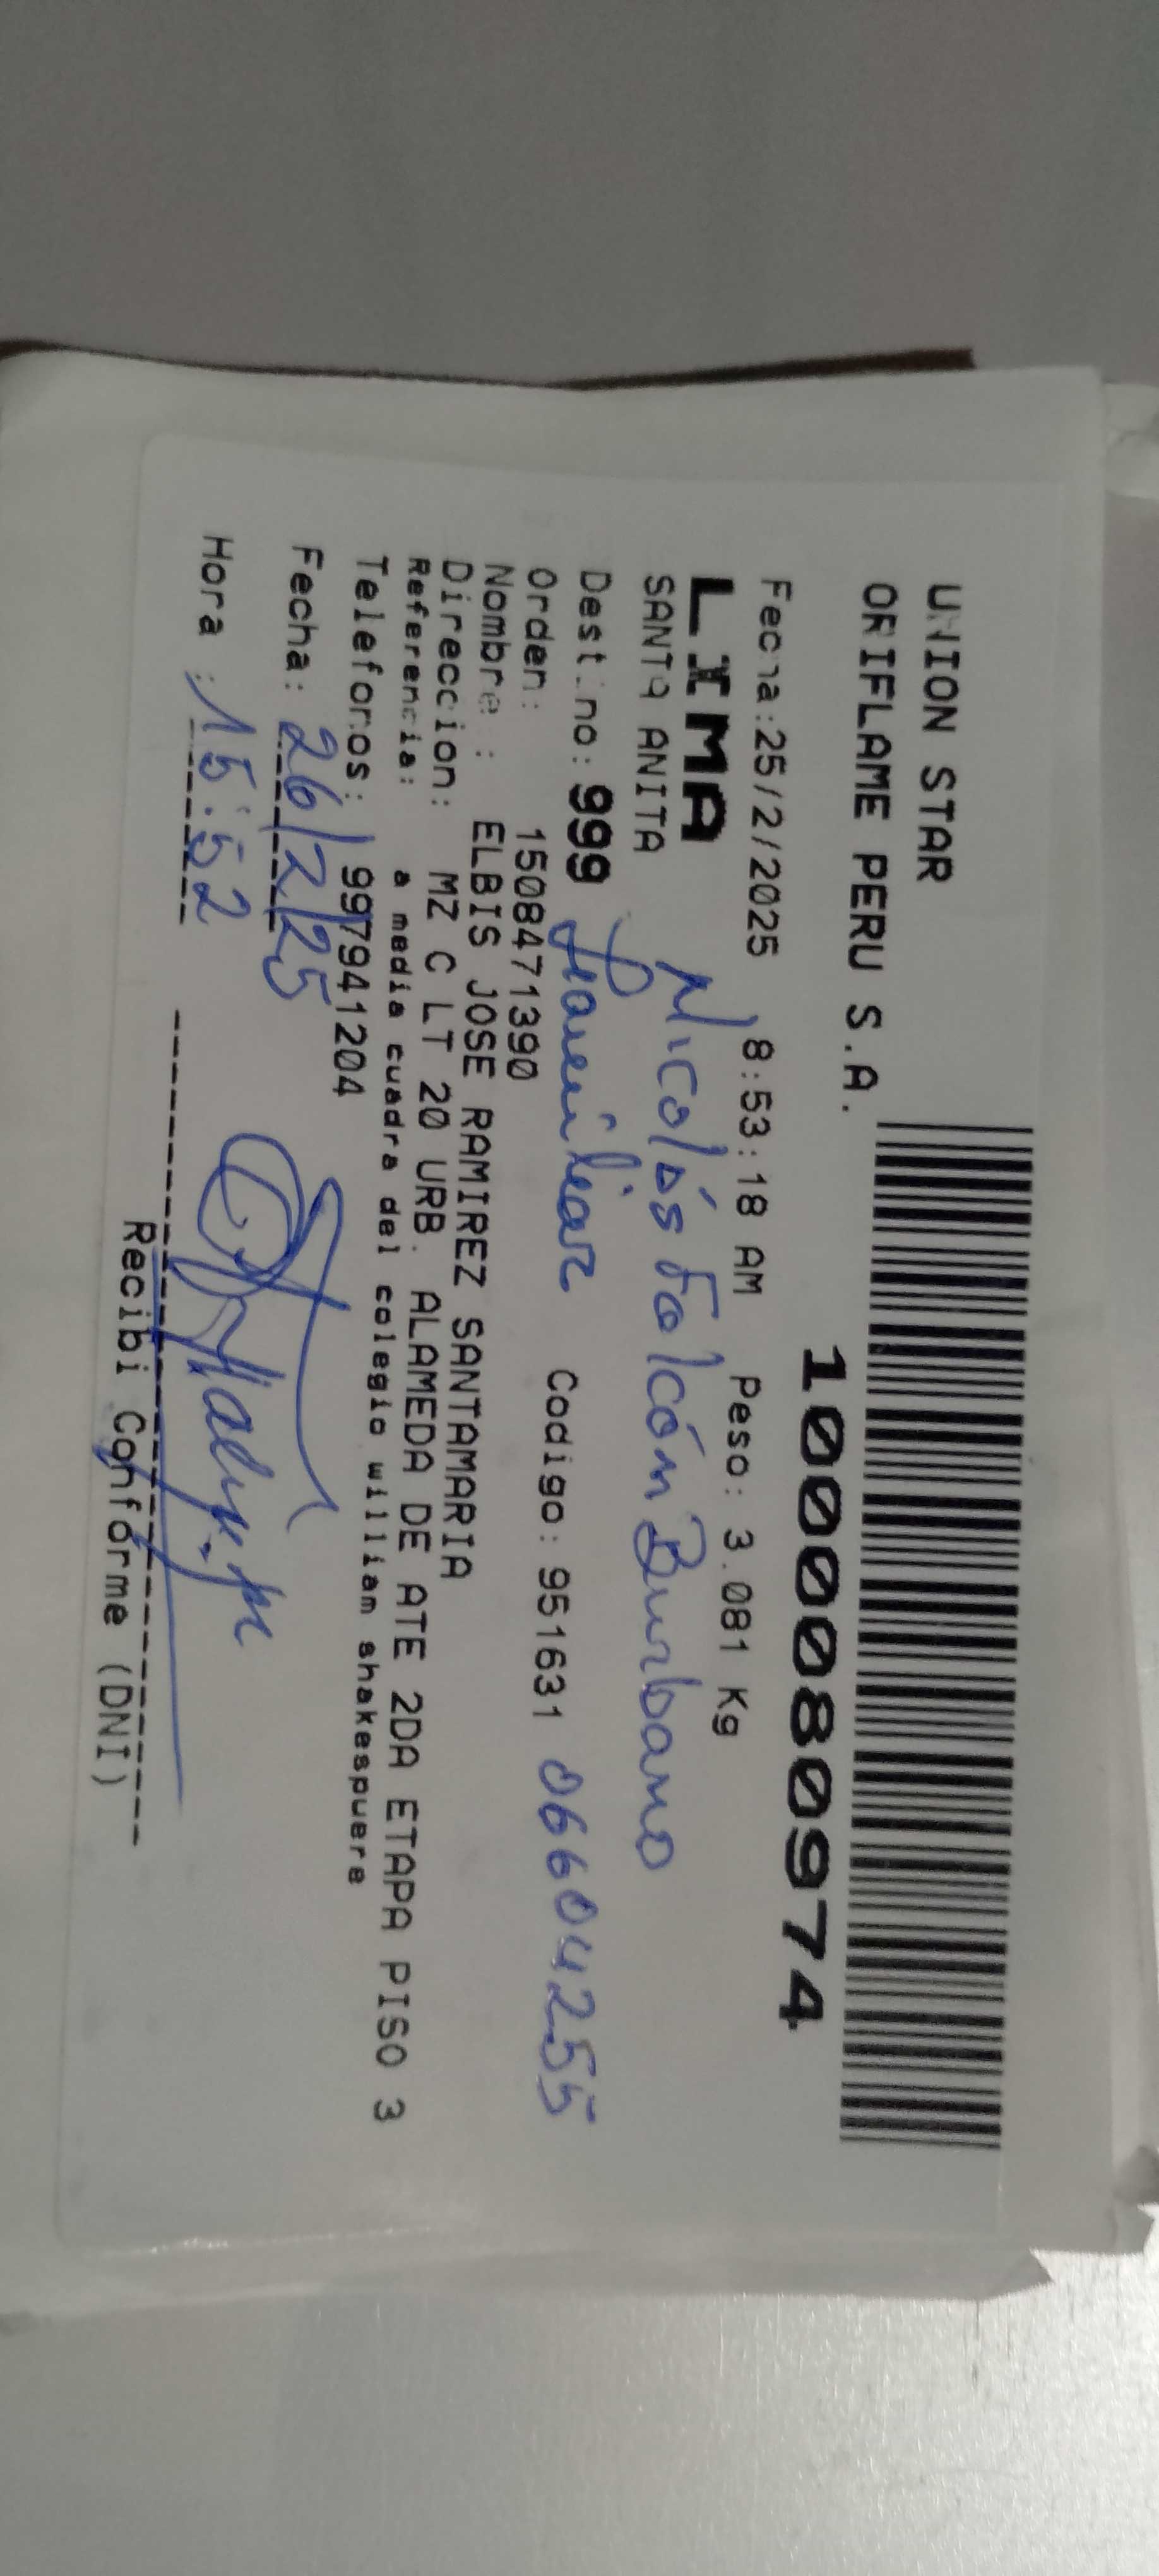 UNION STAR
ORIFLAME PERU S.A.
1000080974
Fecha:25/2/2025 8:53:18 AM Peso: 3.081 Kg
LIMA
Nicolás Falcón Burbano
SANTA ANITA
Destino: 999 familiar 06604255
Orden: 1508471390 Codigo: 951631
Nombre : ELBIS JOSE RAMIREZ SANTAMARIA
Direccion: MZ C LT 20 URB. ALAMEDA DE ATE 2DA ETAPA PISO 3
Referencia: a media cuadra del colegio william shakespuere
Telefonos: 997941204
Fecha: 26/2/25
Hora : 15:52
Recibi Conforme (DNI)